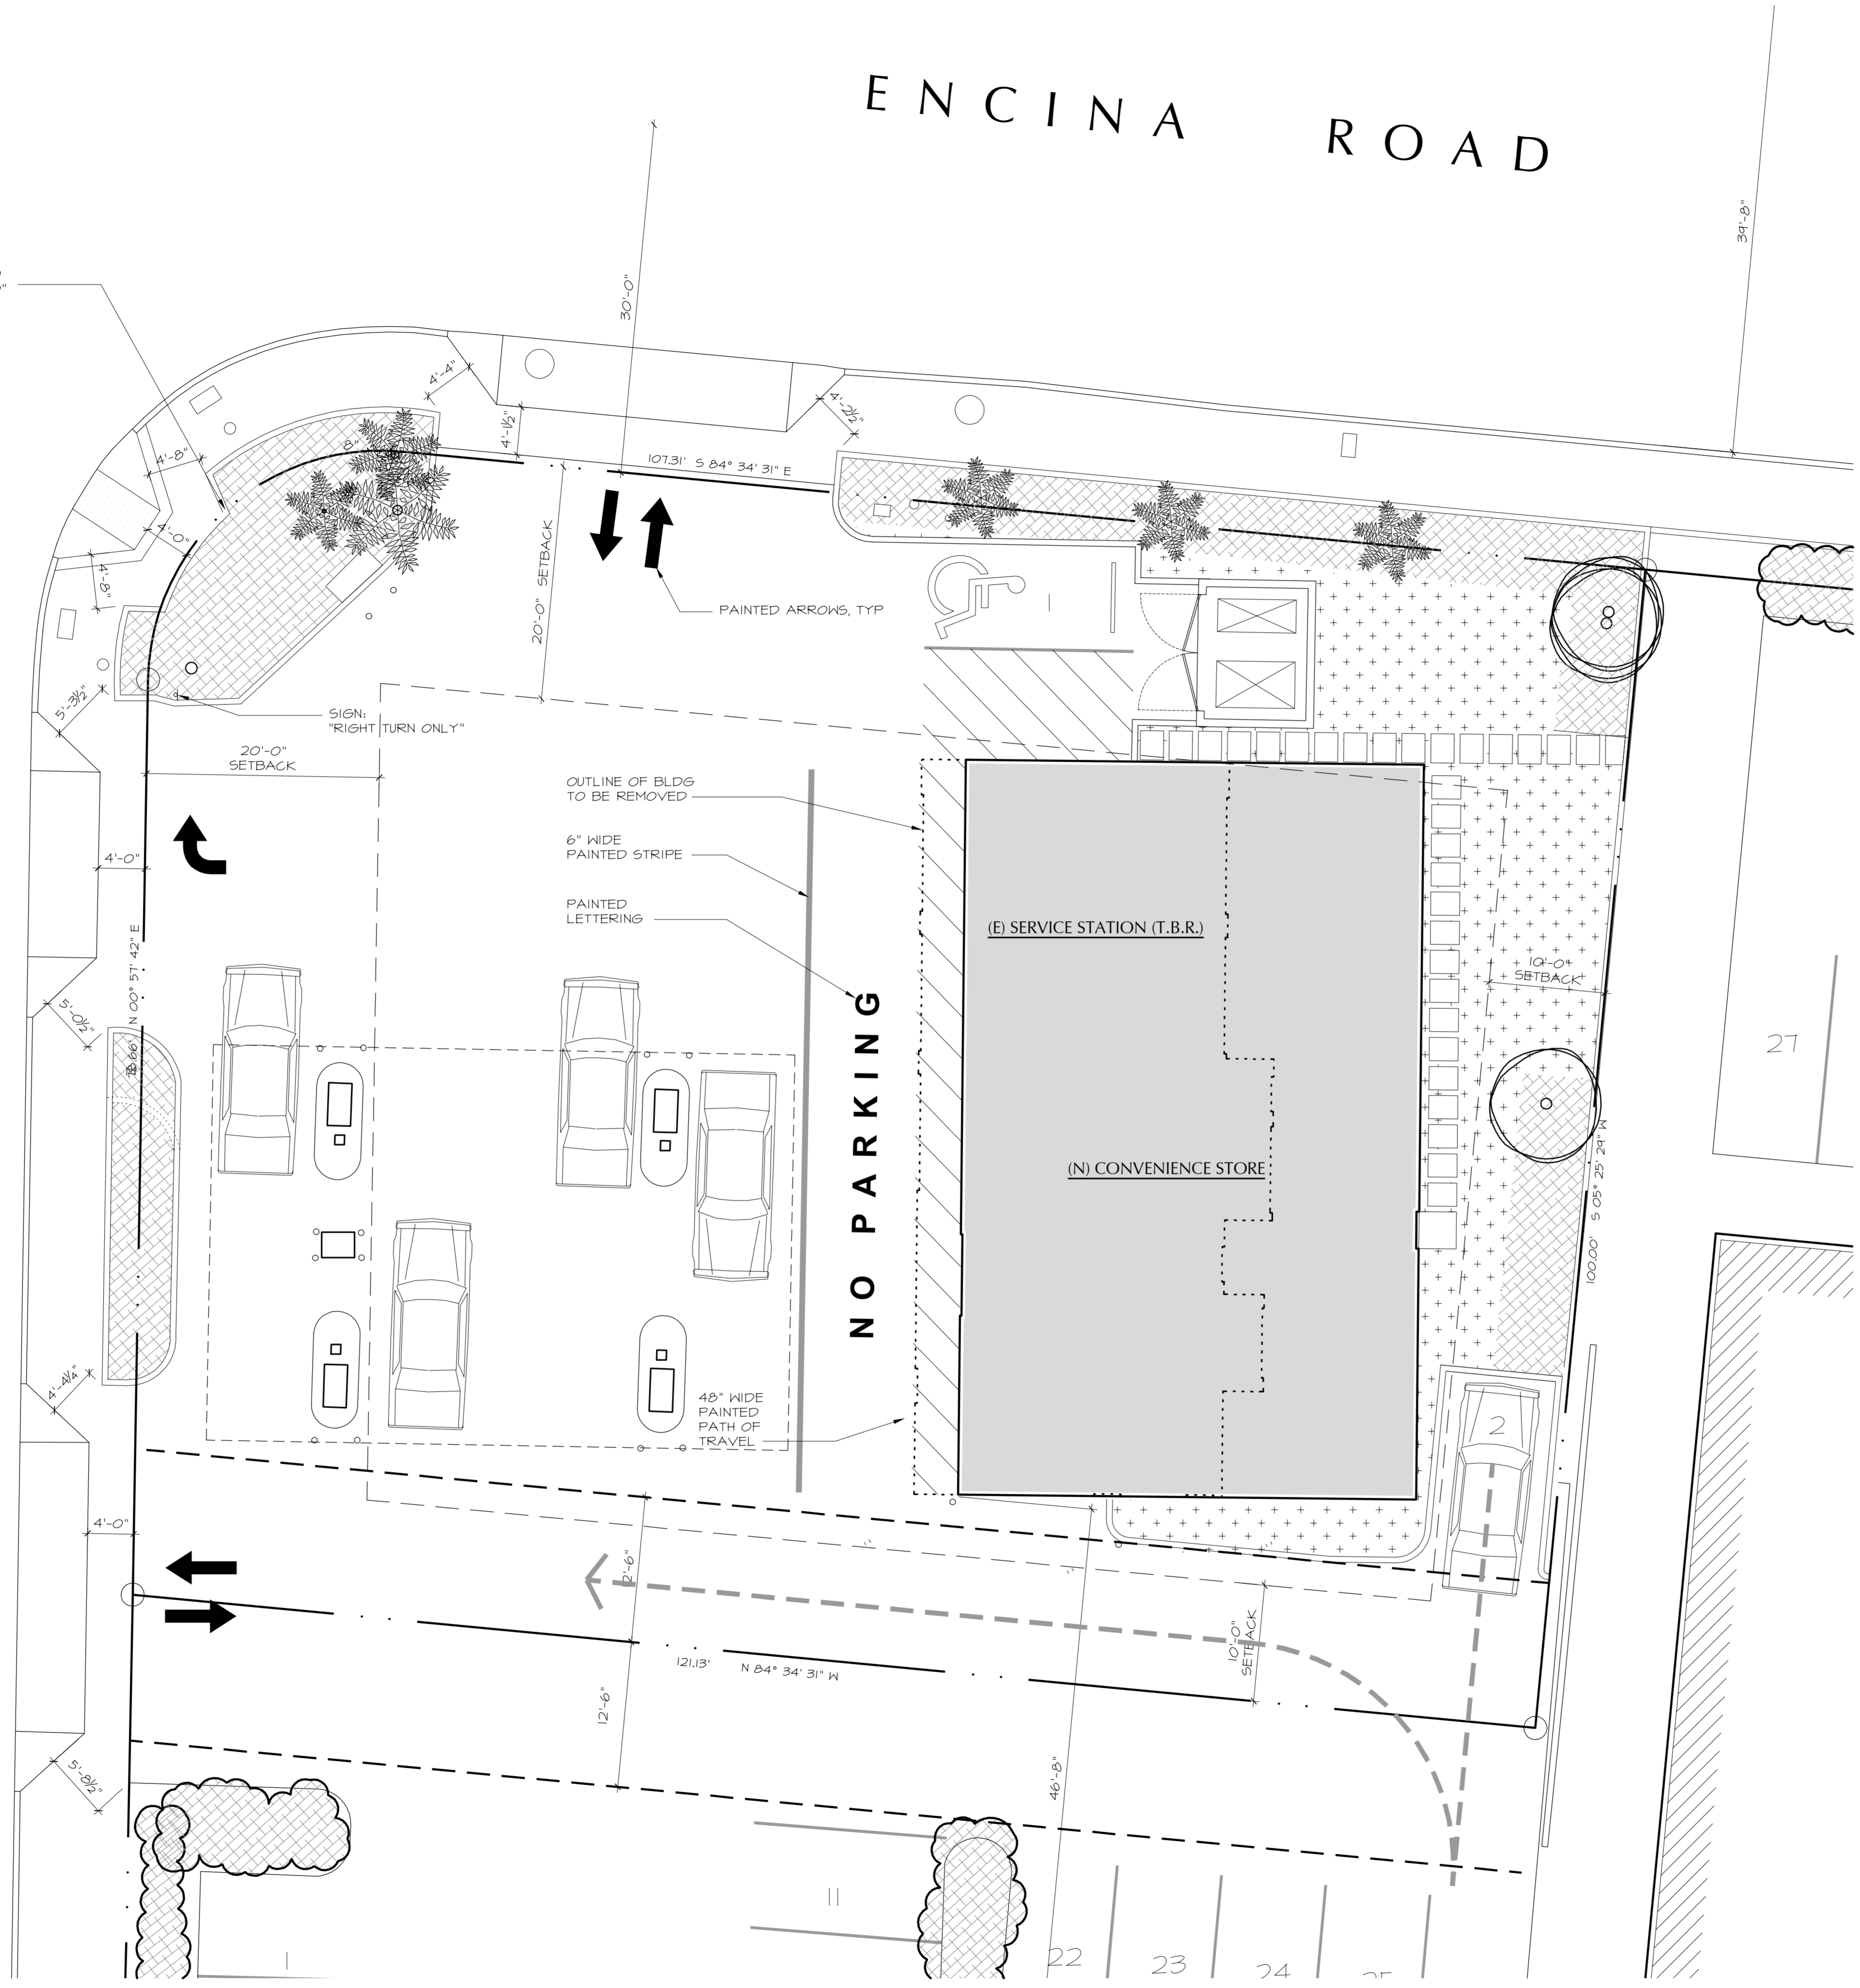 ENCINA ROAD
39'-8"
30'-0"
4'-4"
4'-1½"
4'-2½"
8"
4'-8"
107.31' S 84° 34' 31" E
4'-0"
4'-8"
20'-0" SETBACK
PAINTED ARROWS, TYP
1
5'-3½"
SIGN:
"RIGHT TURN ONLY"
20'-0"
SETBACK
OUTLINE OF BLDG
TO BE REMOVED
6" WIDE
PAINTED STRIPE
4'-0"
PAINTED
LETTERING
(E) SERVICE STATION (T.B.R.)
N 00° 57' 42" E
10'-0"
SETBACK
5'-0½"
27
NO PARKING
(N) CONVENIENCE STORE
100.00' S 05° 25' 29" W
4'-4¼"
48" WIDE
PAINTED
PATH OF
TRAVEL
2
4'-0"
2'-6"
10'-0"
SETBACK
121.13' N 84° 34' 31" W
12'-6"
46'-8"
5'-8½"
11
1
22
23
24